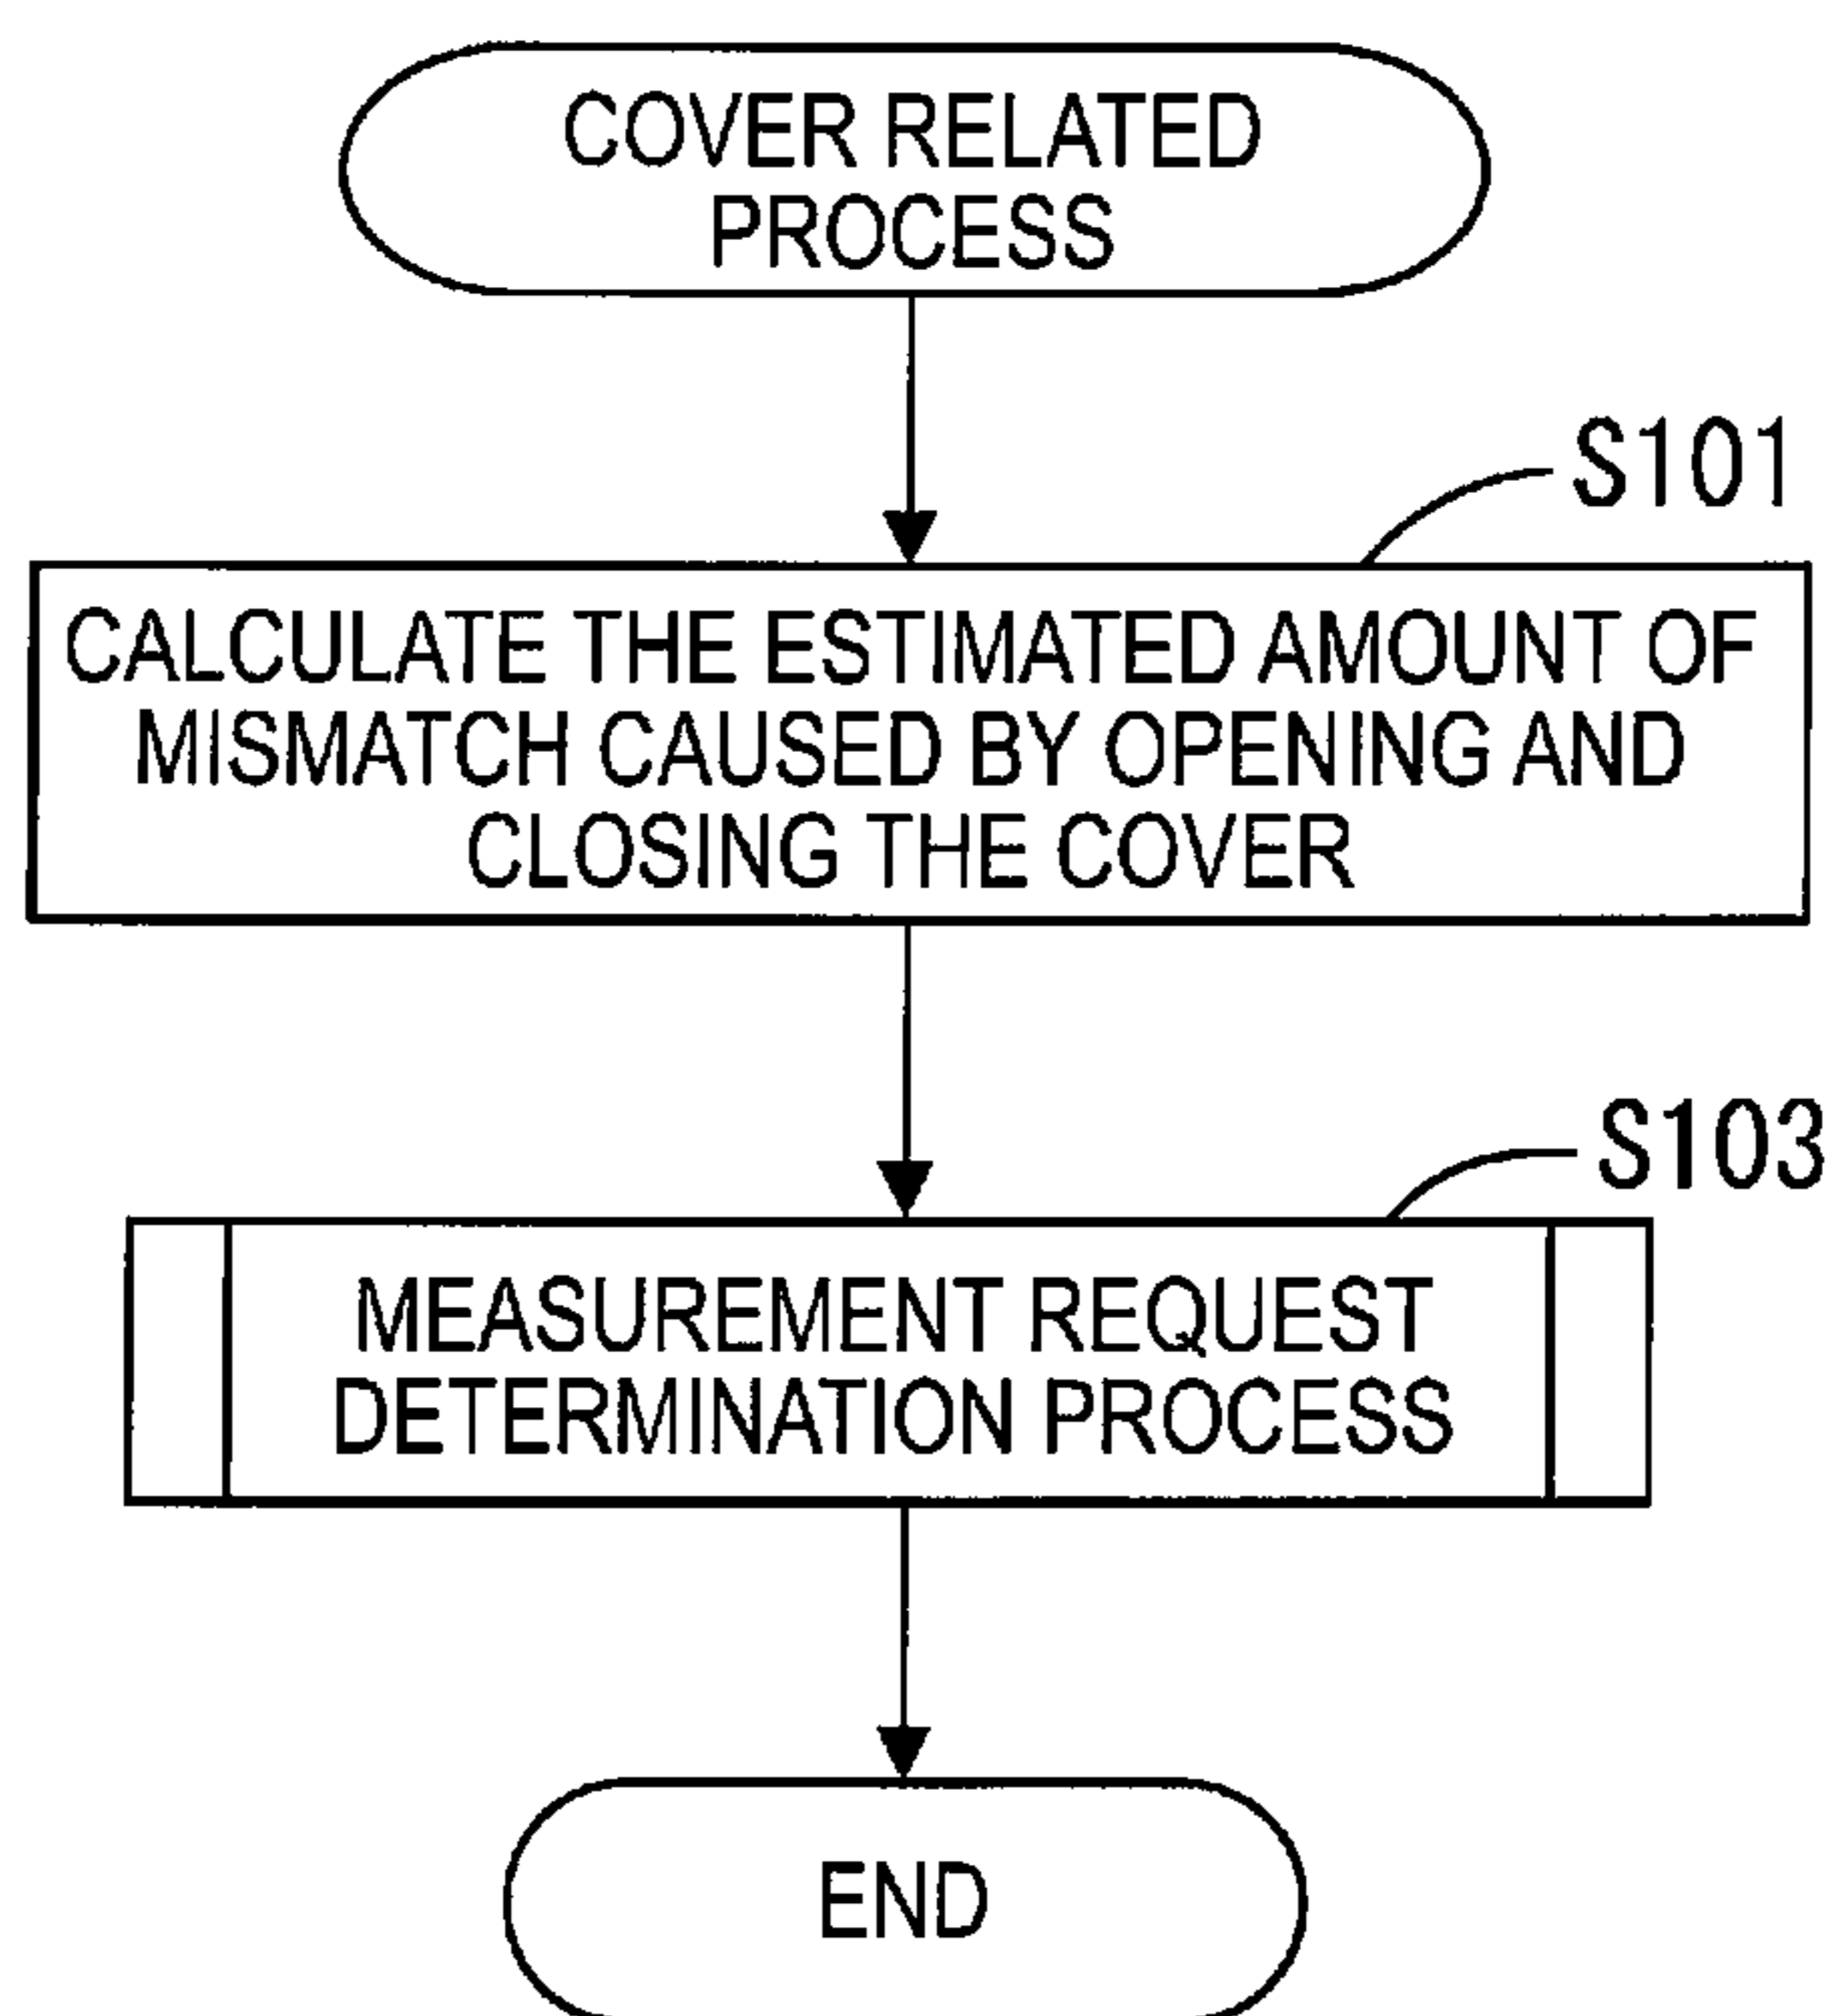 COVER RELATED
PROCESS
S101
CALCULATE THE ESTIMATED AMOUNT OF
MISMATCH CAUSED BY OPENING AND
CLOSING THE COVER
S103
MEASUREMENT REQUEST
DETERMINATION PROCESS
END